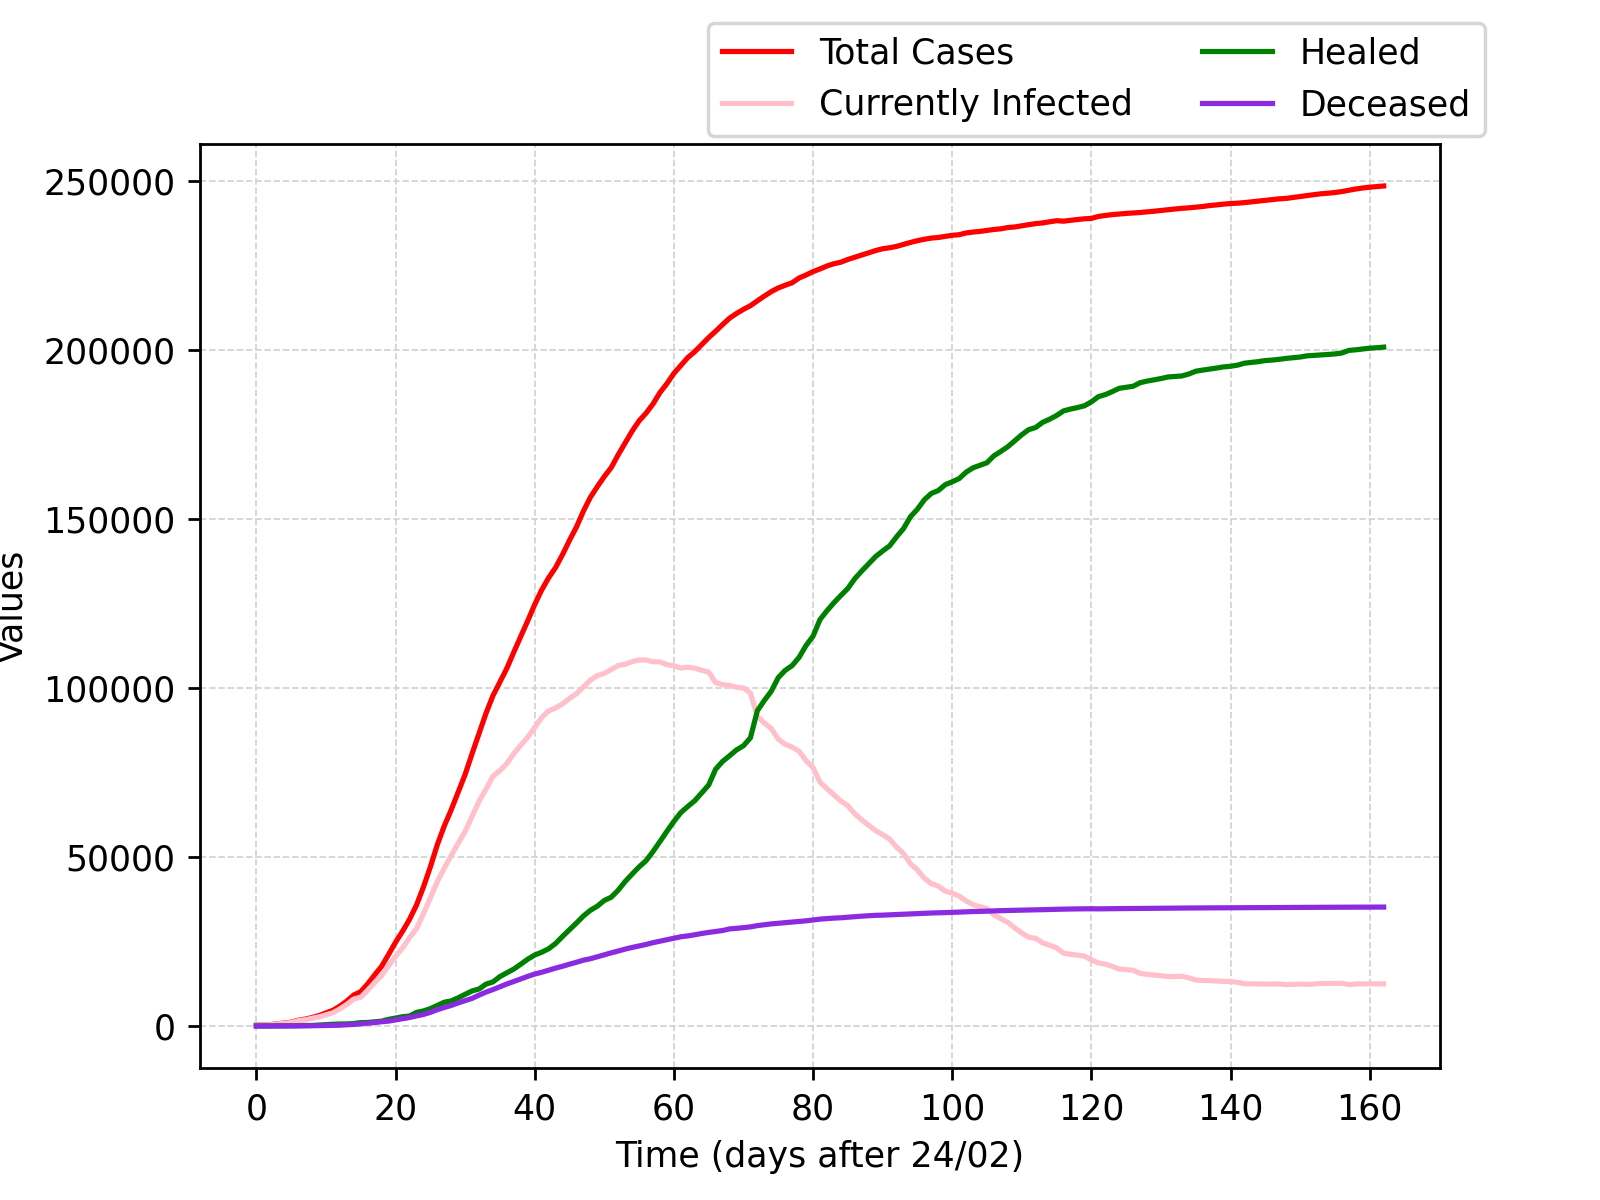 Total Cases
Currently Infected
Healed
Deceased
250000
200000
150000
100000
50000
0
Values
0 20 40 60 80 100 120 140 160
Time (days after 24/02)